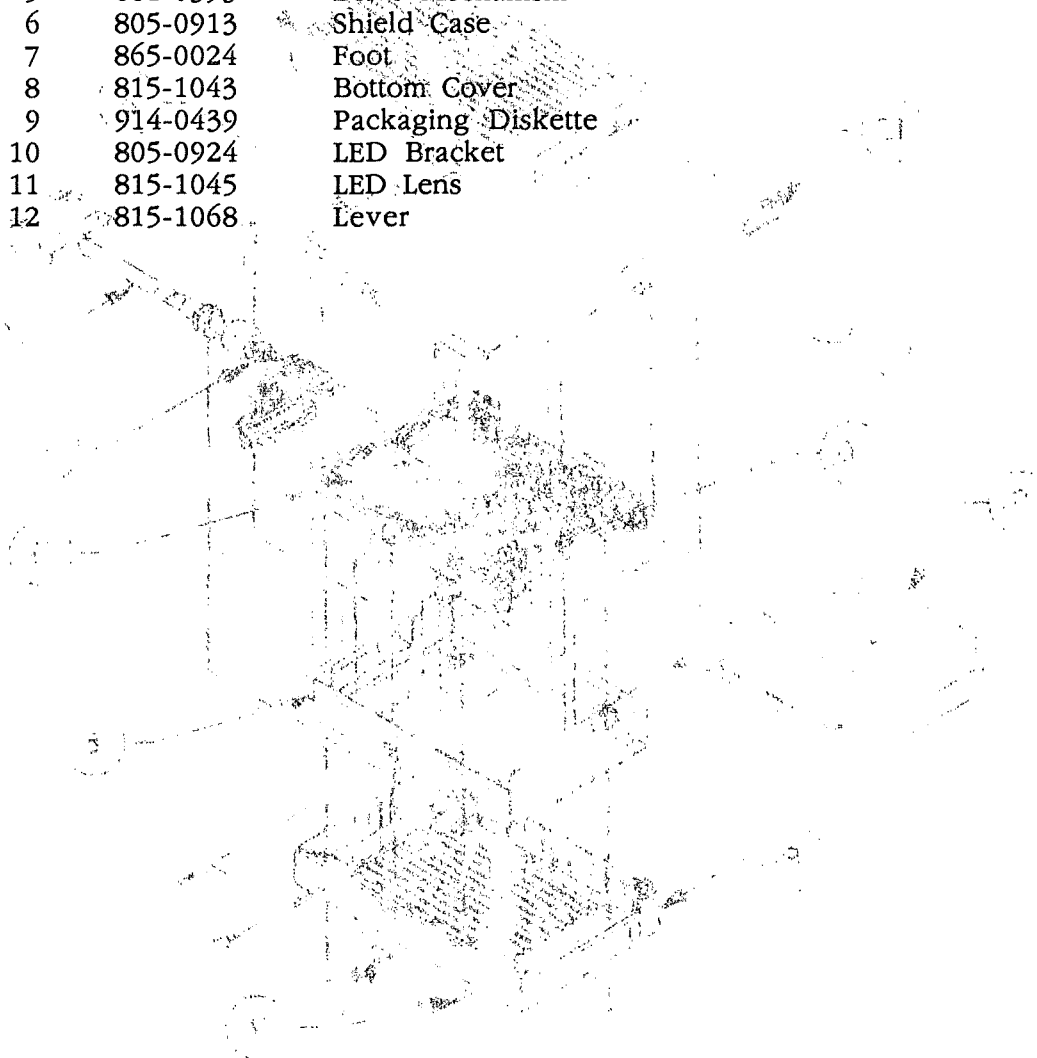 6 805-0913 Shield Case
7 865-0024 Foot
8 815-1043 Bottom Cover
9 914-0439 Packaging Diskette
10 805-0924 LED Bracket
11 815-1045 LED Lens
12 815-1068 Lever